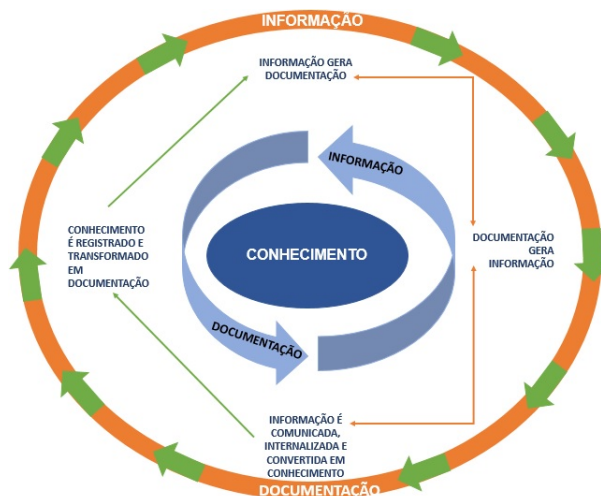 INFORMAÇÃO
INFORMAÇÃO GERA
DOCUMENTAÇÃO
INFORMAÇÃO
CONHECIMENTO
É REGISTRADO E
TRANSFORMADO
EM
DOCUMENTAÇÃO
CONHECIMENTO
DOCUMENTAÇÃO
GERA
INFORMAÇÃO
DOCUMENTAÇÃO
INFORMAÇÃO É
COMUNICADA,
INTERNALIZADA E
CONVERTIDA EM
CONHECIMENTO
DOCUMENTAÇÃO